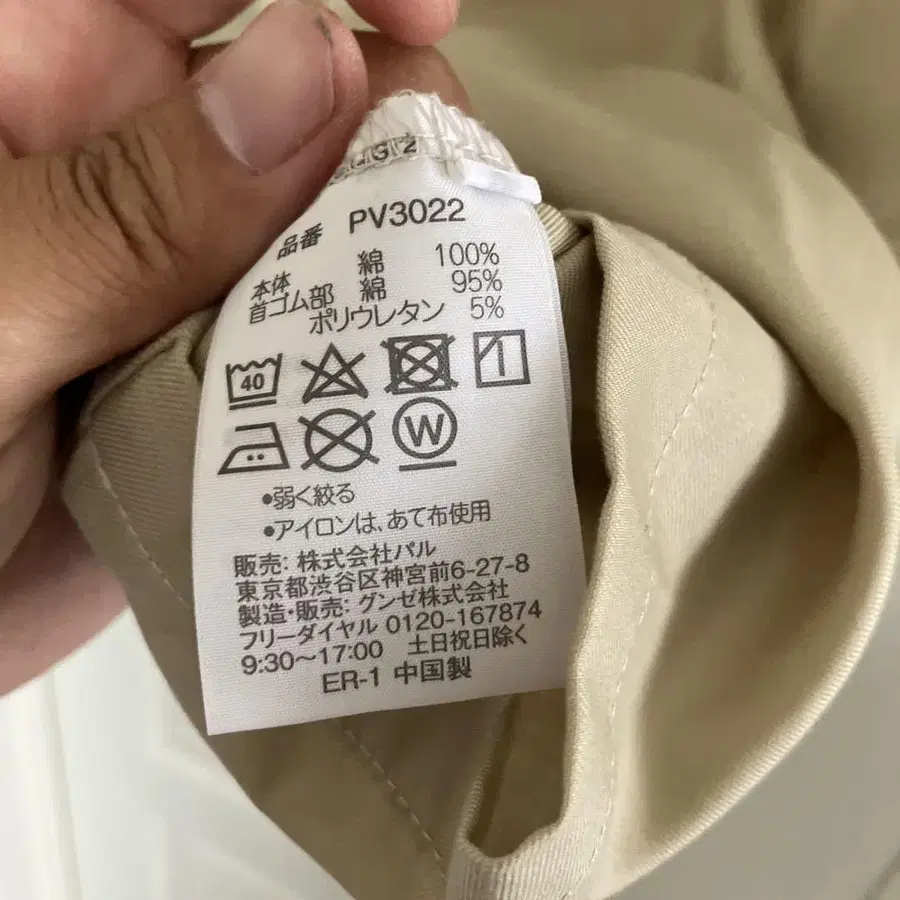 品番 PV3022
本体 綿 100%
首ゴム部 綿 95%
ポリウレタン 5%
40
W
•弱く絞る
•アイロンは、あて布使用
販売: 株式会社パル
東京都渋谷区神宮前6-27-8
製造・販売: グンゼ株式会社
フリーダイヤル 0120-167874
9:30〜17:00 土日祝日除く
ER-1 中国製